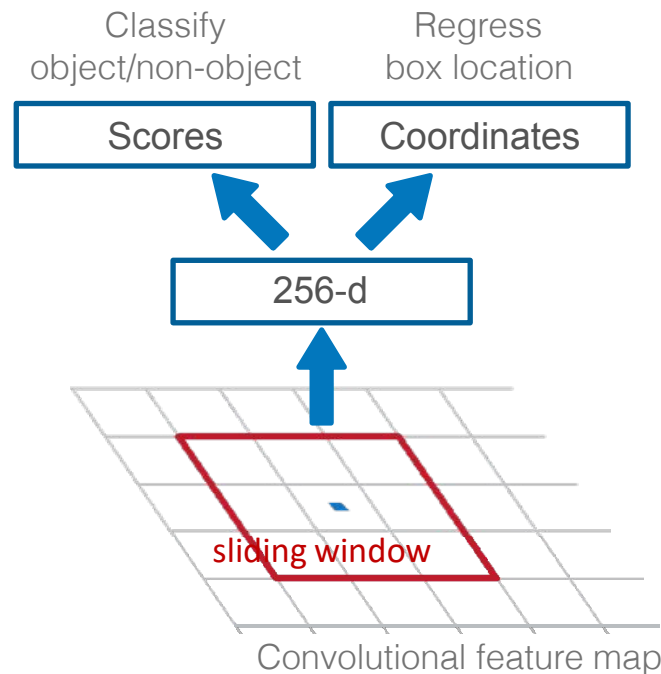 Classify
object/non-object
Regress
box location
Scores
Coordinates
256-d
sliding window
Convolutional feature map